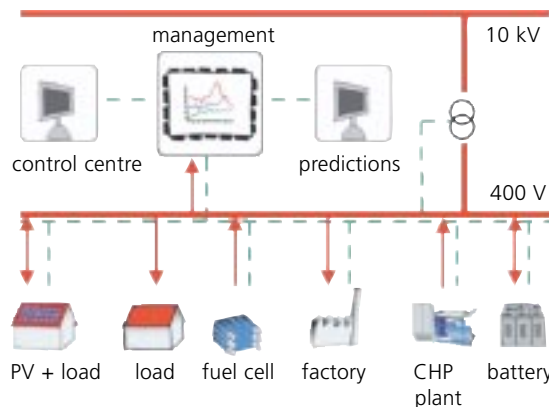 management
10 kV
control centre
predictions
400 V
PV + load
load
fuel cell
factory
CHP
plant
battery